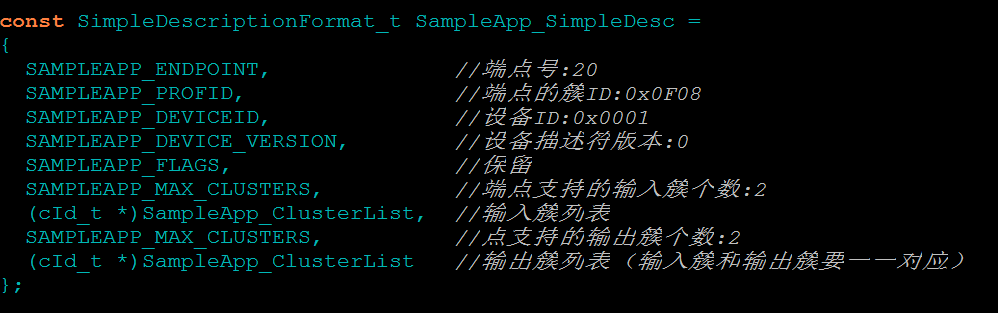 const SimpleDescriptionFormat_t SampleApp_SimpleDesc =
{
  SAMPLEAPP_ENDPOINT,              //端点号:20
  SAMPLEAPP_PROFID,                //端点的簇ID:0x0F08
  SAMPLEAPP_DEVICEID,              //设备ID:0x0001
  SAMPLEAPP_DEVICE_VERSION,        //设备描述符版本:0
  SAMPLEAPP_FLAGS,                 //保留
  SAMPLEAPP_MAX_CLUSTERS,          //端点支持的输入簇个数:2
  (cId_t *)SampleApp_ClusterList,  //输入簇列表
  SAMPLEAPP_MAX_CLUSTERS,          //点支持的输出簇个数:2
  (cId_t *)SampleApp_ClusterList   //输出簇列表（输入簇和输出簇要一一对应）
};